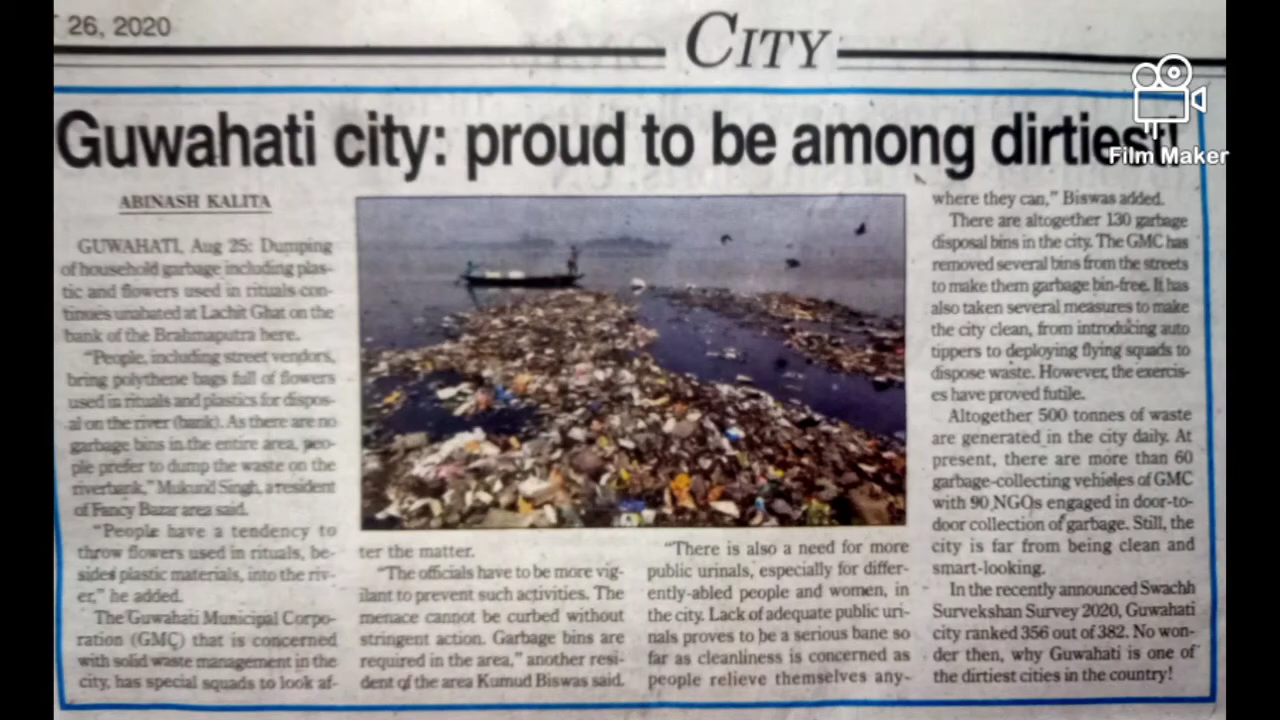 26, 2020
CITY
Film Maker
Guwahati city: proud to be among dirtiest!
ABINASH KALITA
GUWAHATI, Aug 25: Dumping
of household garbage including plas-
tic and flowers used in rituals con-
tinues unabated at Lachit Ghat on the
bank of the Brahmaputra here.
"People, including street vendors,
bring polythene bags full of flowers
used in rituals and plastics for dispos-
al on the river (bank). As there are no
garbage bins in the entire area, peo-
ple prefer to dump the waste on the
riverbank," Mukund Singh, a resident
of Fancy Bazar area said.
"People have a tendency to
throw flowers used in rituals, be-
sides plastic materials, into the riv-
er," he added.
The Guwahati Municipal Corpo-
ration (GMC) that is concerned
with solid waste management in the
city, has special squads to look af-
ter the matter.
"The officials have to be more vig-
ilant to prevent such activities. The
menace cannot be curbed without
stringent action. Garbage bins are
required in the area," another resi-
dent of the area Kumud Biswas said.
"There is also a need for more
public urinals, especially for differ-
ently-abled people and women, in
the city. Lack of adequate public uri-
nals proves to be a serious bane so
far as cleanliness is concerned as
people relieve themselves any-
where they can," Biswas added.
There are altogether 130 garbage
disposal bins in the city. The GMC has
removed several bins from the streets
to make them garbage bin-free. It has
also taken several measures to make
the city clean, from introducing auto
tippers to deploying flying squads to
dispose waste. However, the exercis-
es have proved futile.
Altogether 500 tonnes of waste
are generated in the city daily. At
present, there are more than 60
garbage-collecting vehicles of GMC
with 90 NGOs engaged in door-to-
door collection of garbage. Still, the
city is far from being clean and
smart-looking.
In the recently announced Swachh
Survekshan Survey 2020, Guwahati
city ranked 356 out of 382. No won-
der then, why Guwahati is one of
the dirtiest cities in the country!